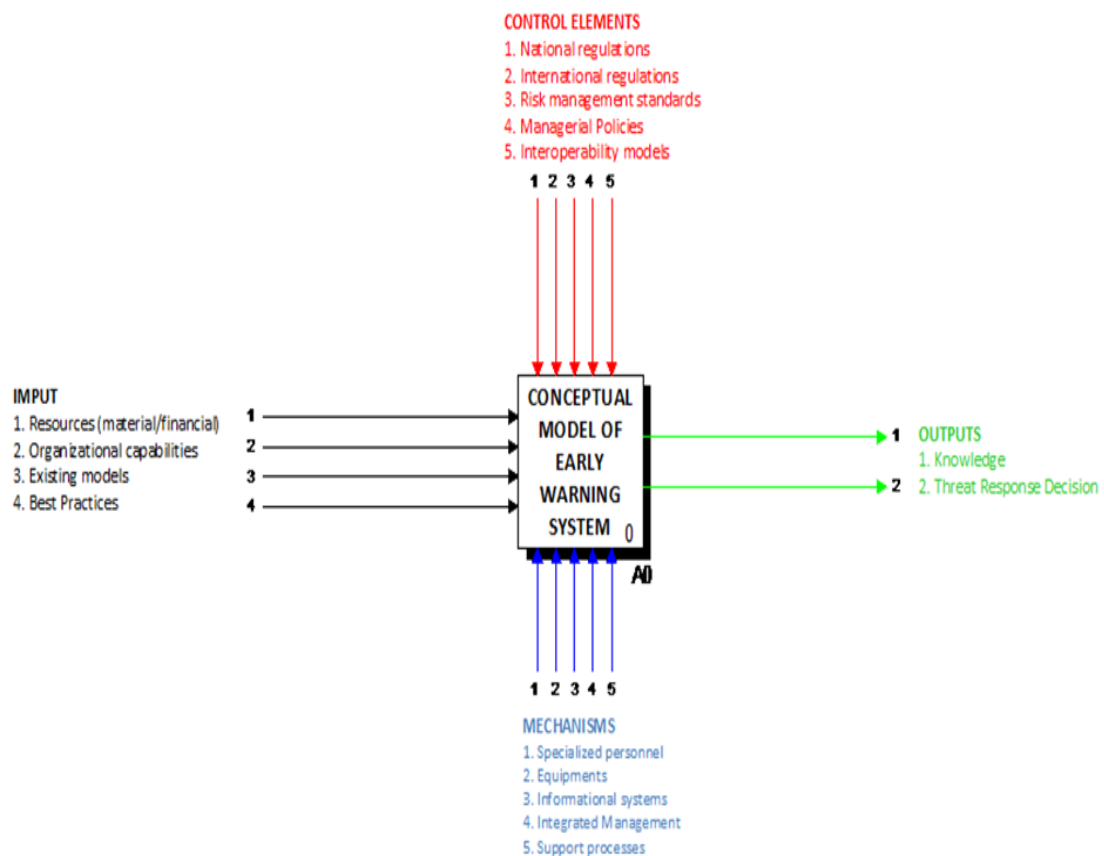 CONTROL ELEMENTS
1. National regulations
2. International regulations
3. Risk management standards
4. Managerial Policies
5. Interoperability models
1 2 3 4 5
IMPUT
1. Resources (material/financial)
2. Organizational capabilities
3. Existing models
4. Best Practices
1
2
3
4
CONCEPTUAL
MODEL OF
EARLY
WARNING
SYSTEM 0
A0
1
2
OUTPUTS
1. Knowledge
2. Threat Response Decision
1 2 3 4 5
MECHANISMS
1. Specialized personnel
2. Equipments
3. Informational systems
4. Integrated Management
5. Support processes